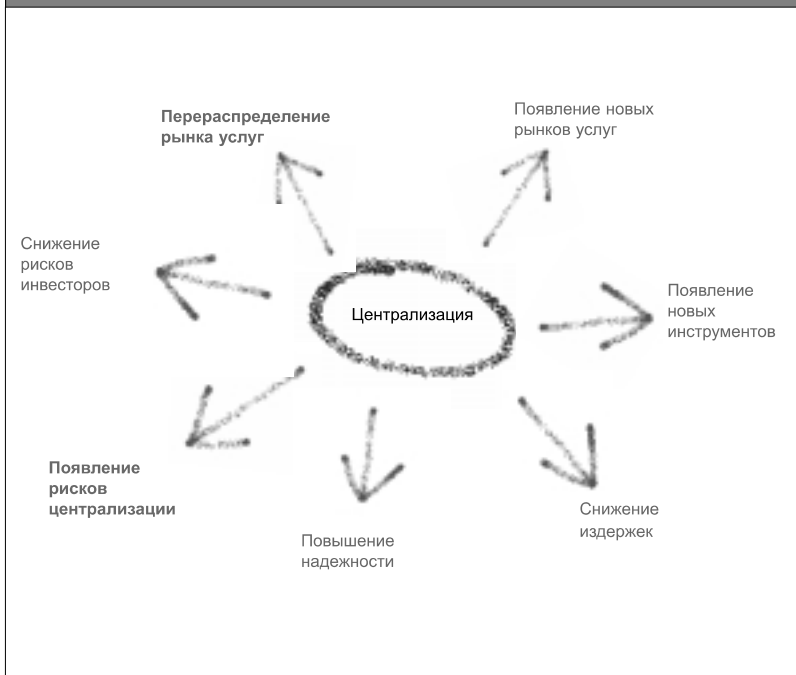 Перераспределение
рынка услуг
Появление новых
рынков услуг
Снижение
рисков
инвесторов
Централизация
Появление
новых
инструментов
Появление
рисков
централизации
Повышение
надежности
Снижение
издержек